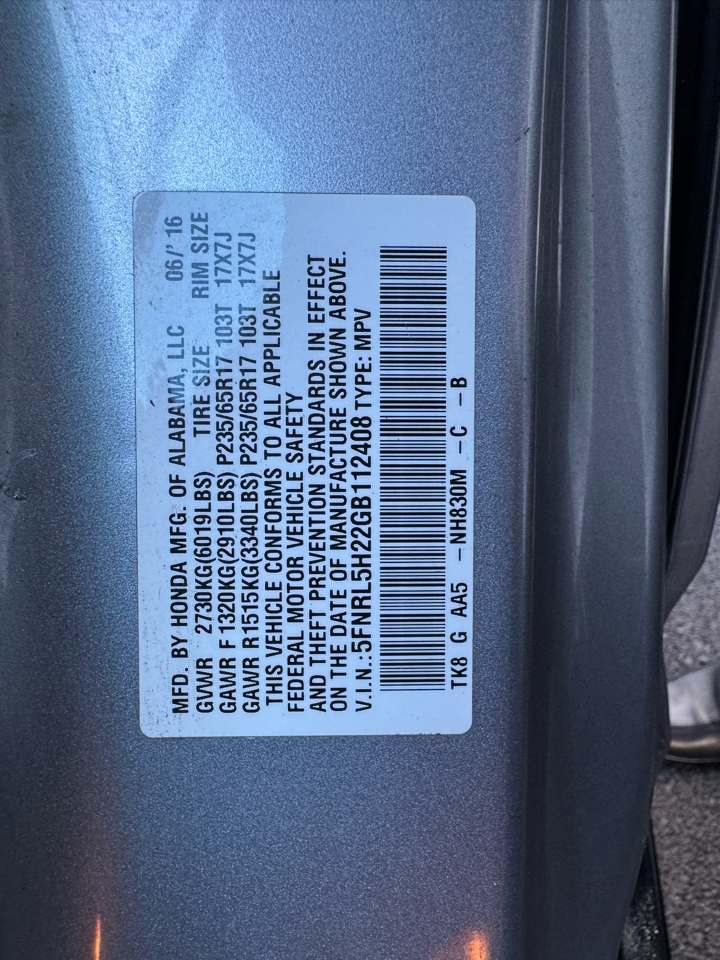 MFD. BY HONDA MFG. OF ALABAMA, LLC 06/' 16
GVWR 2730KG(6019LBS) TIRE SIZE RIM SIZE
GAWR F 1320KG(2910LBS) P235/65R17 103T 17X7J
GAWR R1515KG(3340LBS) P235/65R17 103T 17X7J
THIS VEHICLE CONFORMS TO ALL APPLICABLE
FEDERAL MOTOR VEHICLE SAFETY
AND THEFT PREVENTION STANDARDS IN EFFECT
ON THE DATE OF MANUFACTURE SHOWN ABOVE.
V.I.N.:5FNRL5H22GB112408 TYPE: MPV
TK8 G AA5 -NH830M -C -B